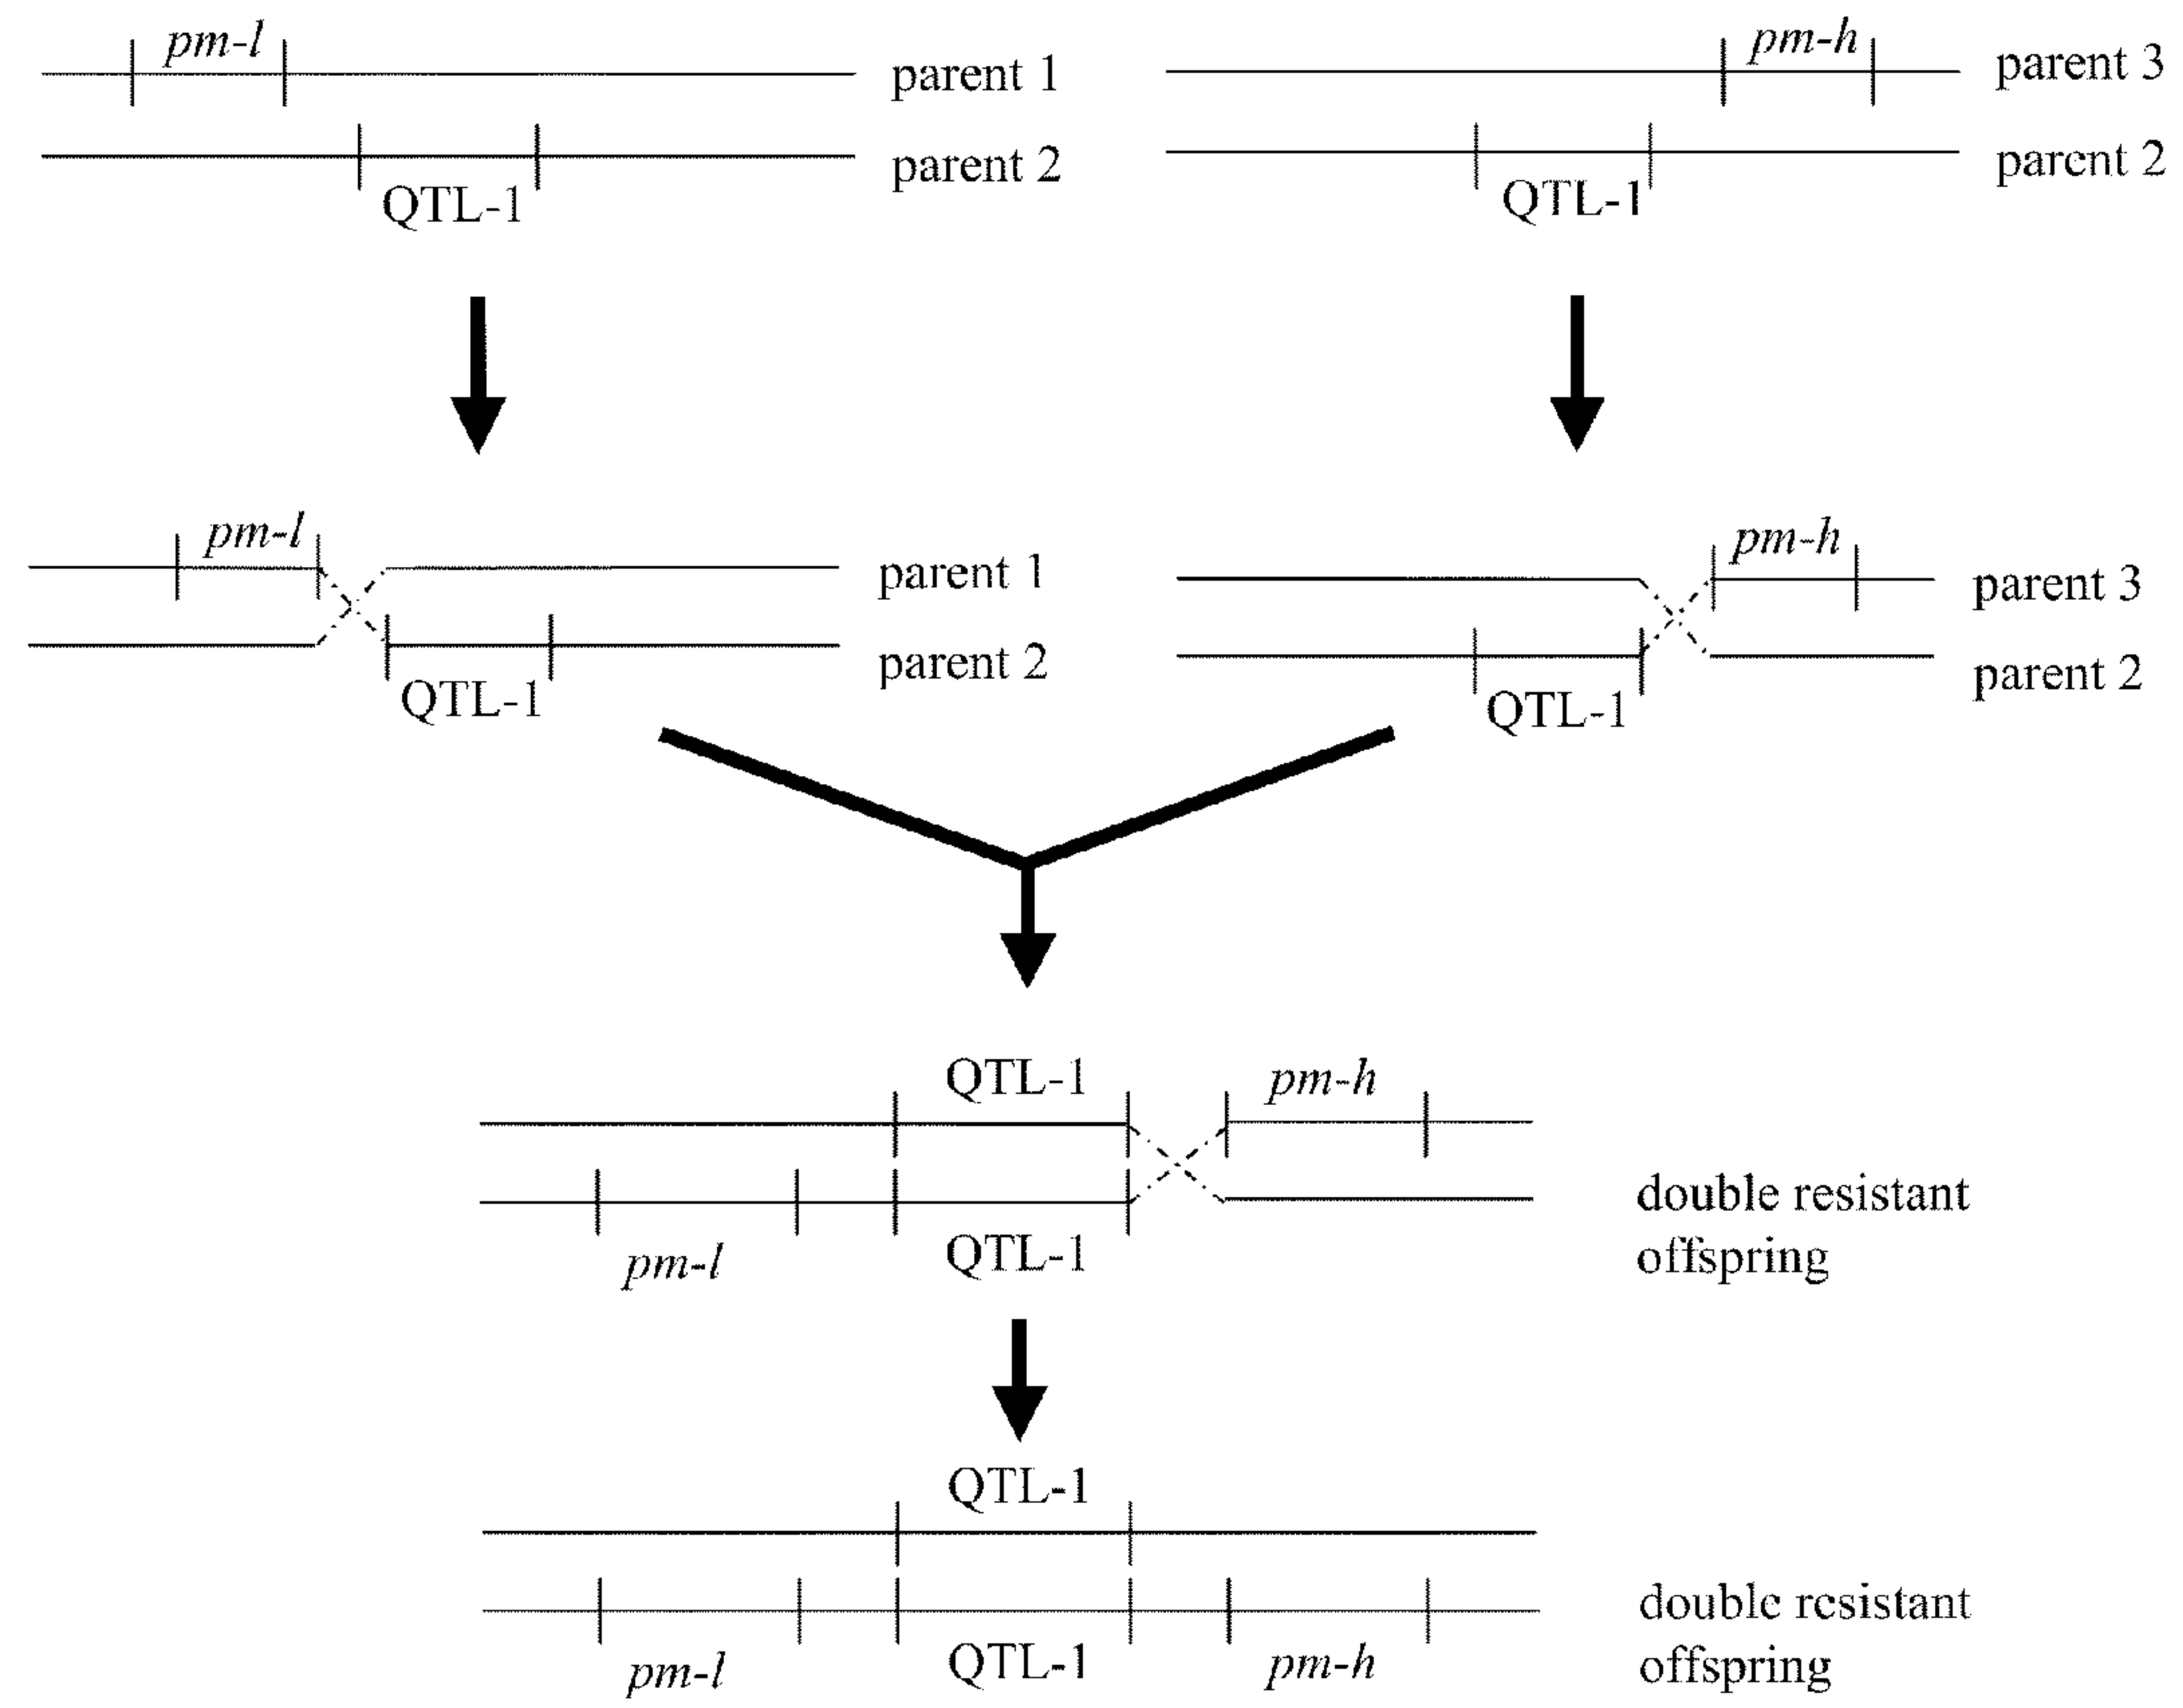 pm-l
parent 1
parent 2
QTL-1
pm-h
parent 3
parent 2
QTL-1
pm-l
parent 1
parent 2
QTL-1
pm-h
parent 3
parent 2
QTL-1
QTL-1
pm-h
pm-l
QTL-1
double resistant
offspring
QTL-1
pm-l
QTL-1
pm-h
double resistant
offspring